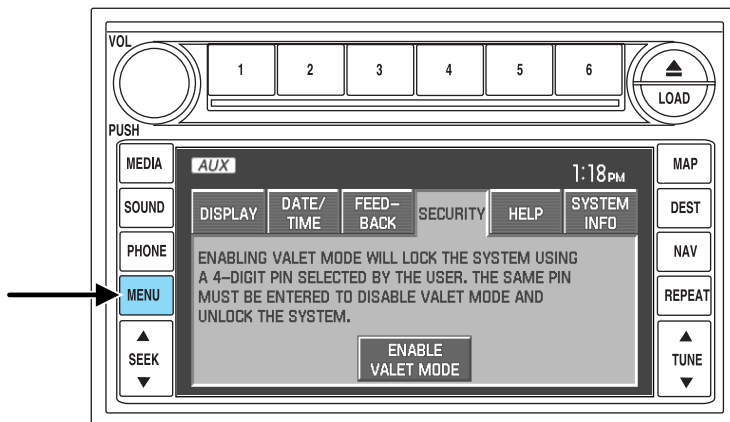 VOL
1 2 3 4 5 6
LOAD
PUSH
MEDIA
SOUND
PHONE
MENU
SEEK
AUX
1:18PM
DISPLAY
DATE/
TIME
FEED-
BACK
SECURITY
HELP
SYSTEM
INFO
ENABLING VALET MODE WILL LOCK THE SYSTEM USING
A 4-DIGIT PIN SELECTED BY THE USER. THE SAME PIN
MUST BE ENTERED TO DISABLE VALET MODE AND
UNLOCK THE SYSTEM.
ENABLE
VALET MODE
MAP
DEST
NAV
REPEAT
TUNE